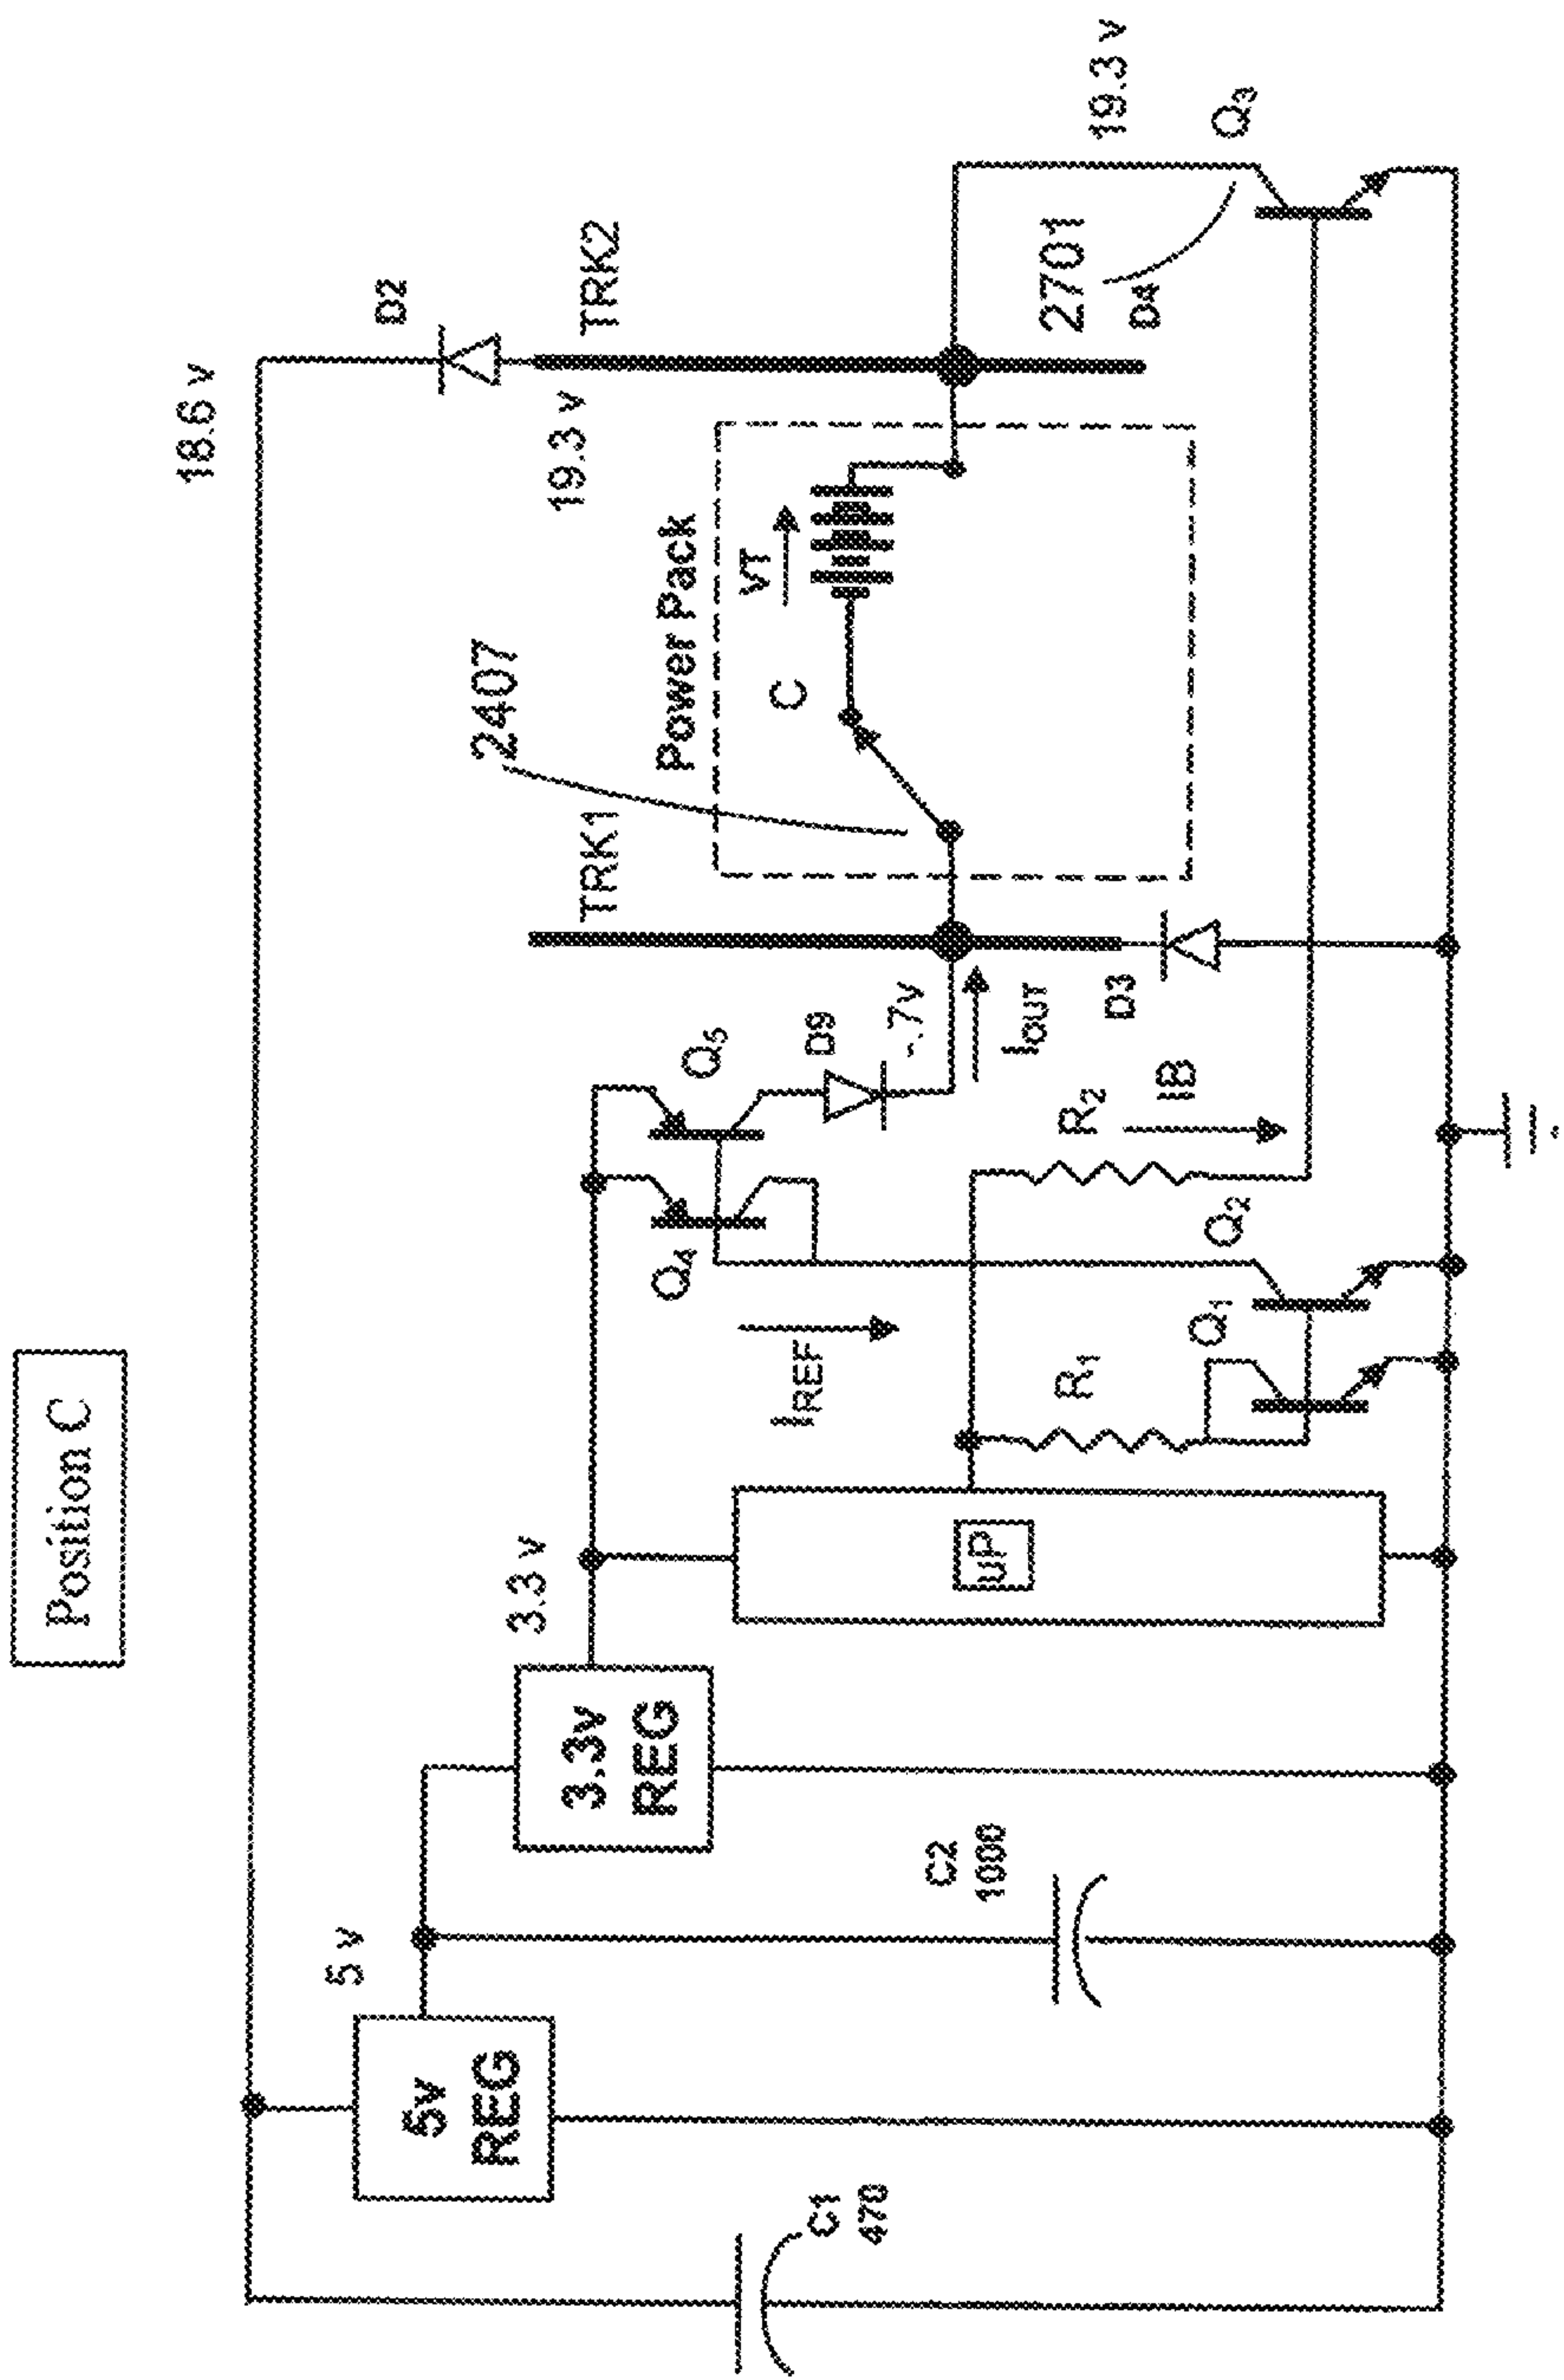 Position C
18.6 v
D2
TRK2
19.3 v
Power Pack
VT
C
2407
TRK1
5 v
5v
REG
3.3 v
3.3v
REG
Q4
Q5
D9
-.7v
IOUT
IREF
D3
2701
D4
19.3 v
Q3
R2
IB
R1
Q1
Q2
uP
C2
1000
C1
470